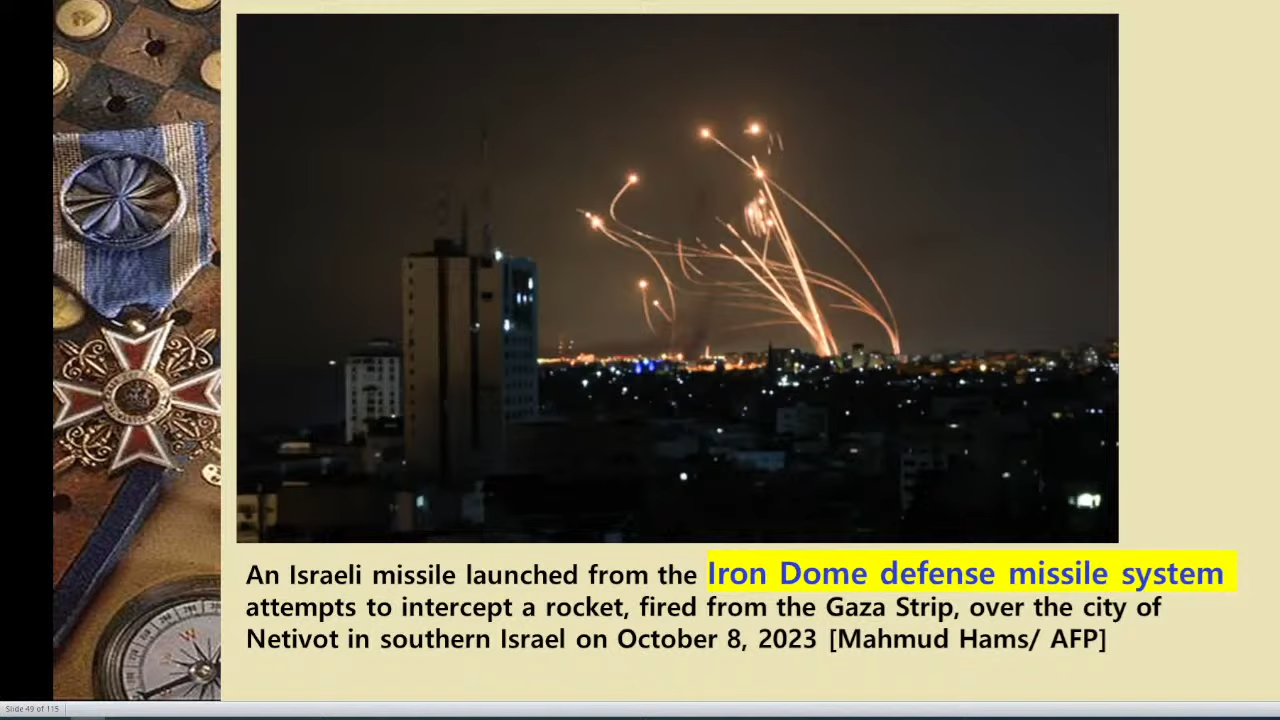 An Israeli missile launched from the Iron Dome defense missile system
attempts to intercept a rocket, fired from the Gaza Strip, over the city of
Netivot in southern Israel on October 8, 2023 [Mahmud Hams/ AFP]
Slide 49 of 115